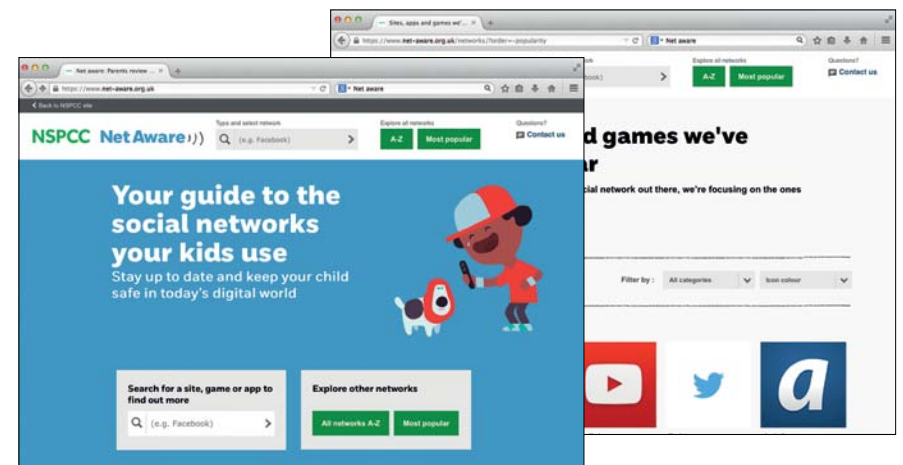 Sites, apps and games we'...
https://www.net-aware.org.uk/networks/?order=-popularity
Net aware
Explore all networks
Questions?
A-Z
Most popular
Contact us
d games we've
r
cial network out there, we're focusing on the ones
Filter by :
All categories
Icon colour
a
Net aware: Parents review ...
https://www.net-aware.org.uk
Net aware
Back to NSPCC site
NSPCC
Net Aware
Type and select network
(e.g. Facebook)
Explore all networks
A-Z
Most popular
Questions?
Contact us
Your guide to the
social networks
your kids use
Stay up to date and keep your child
safe in today's digital world
Search for a site, game or app to
find out more
(e.g. Facebook)
Explore other networks
All networks A-Z
Most popular